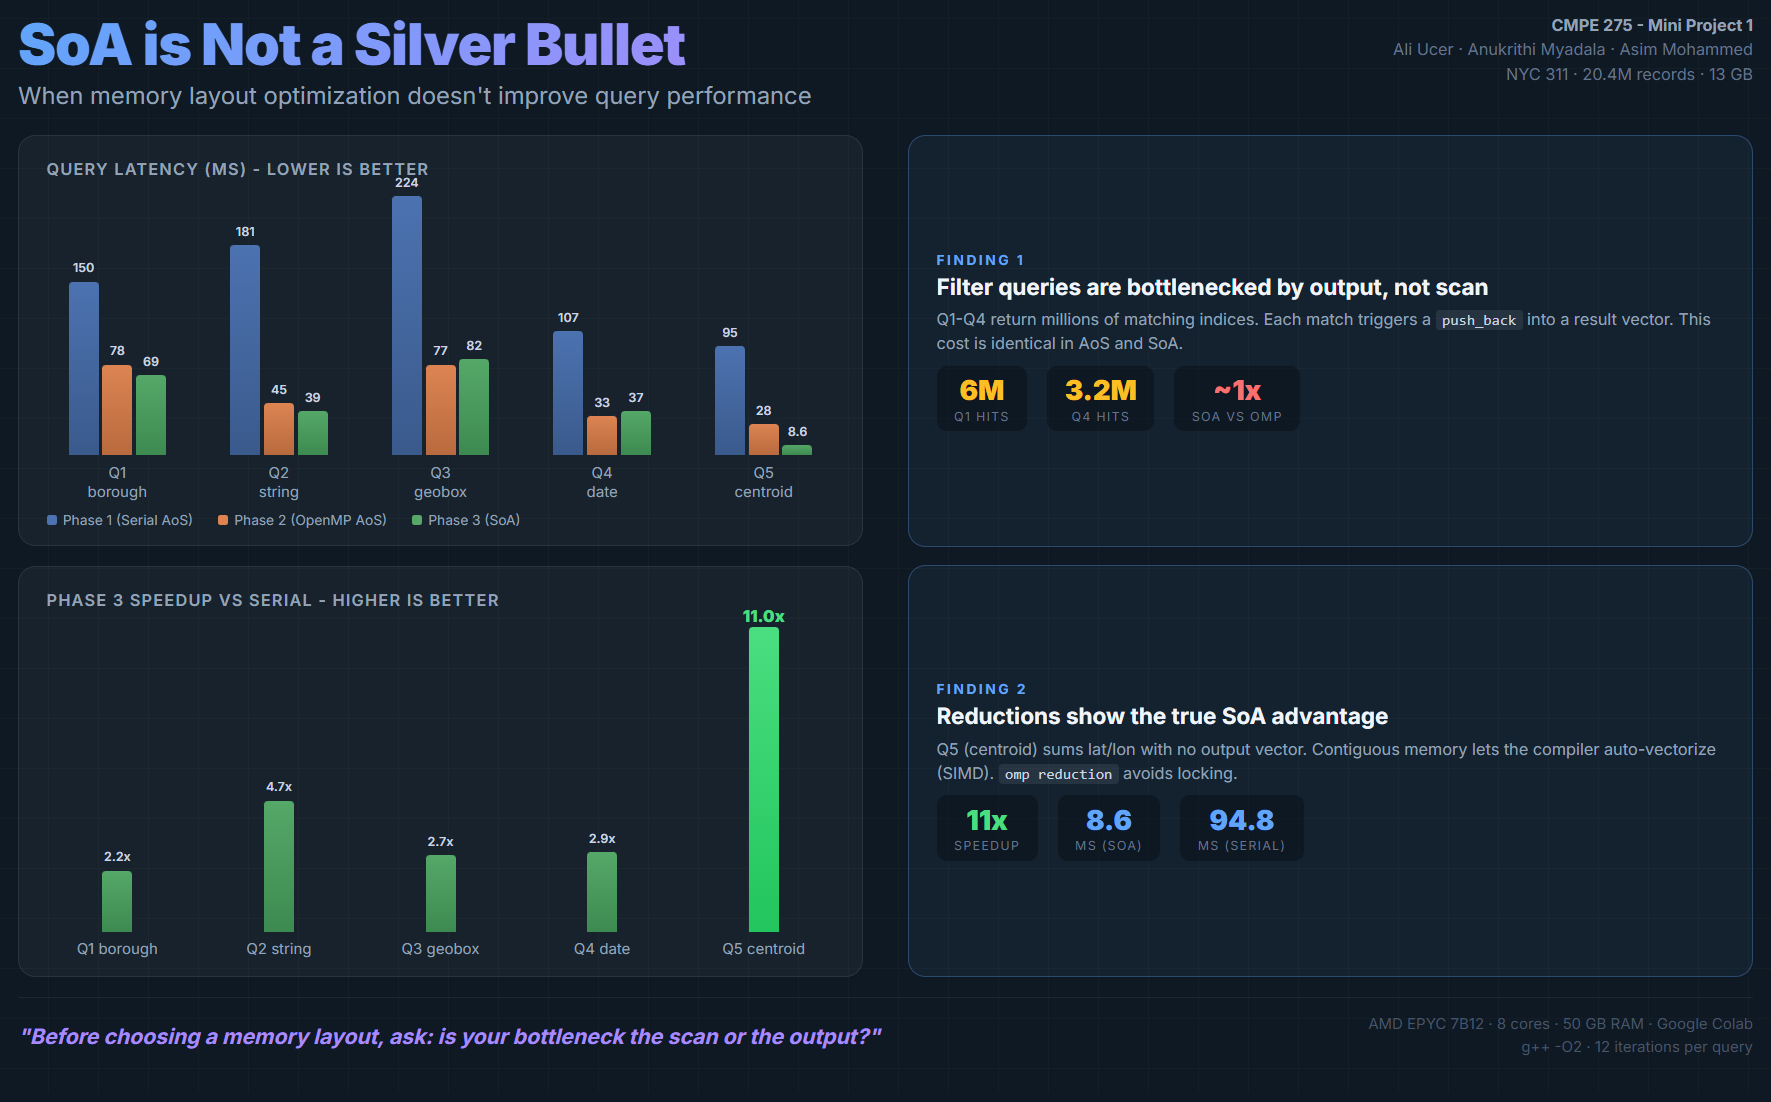 SoA is Not a Silver Bullet
When memory layout optimization doesn't improve query performance
CMPE 275 - Mini Project 1
Ali Ucer · Anukrithi Myadala · Asim Mohammed
NYC 311 · 20.4M records · 13 GB
QUERY LATENCY (MS) - LOWER IS BETTER
150
78
69
181
45
39
224
77
82
107
33
37
95
28
8.6
Q1
borough
Q2
string
Q3
geobox
Q4
date
Q5
centroid
Phase 1 (Serial AoS)
Phase 2 (OpenMP AoS)
Phase 3 (SoA)
FINDING 1
Filter queries are bottlenecked by output, not scan
Q1-Q4 return millions of matching indices. Each match triggers a push_back into a result vector. This
cost is identical in AoS and SoA.
6M
Q1 HITS
3.2M
Q4 HITS
~1x
SOA VS OMP
PHASE 3 SPEEDUP VS SERIAL - HIGHER IS BETTER
2.2x
4.7x
2.7x
2.9x
11.0x
Q1 borough
Q2 string
Q3 geobox
Q4 date
Q5 centroid
FINDING 2
Reductions show the true SoA advantage
Q5 (centroid) sums lat/lon with no output vector. Contiguous memory lets the compiler auto-vectorize
(SIMD). omp reduction avoids locking.
11x
SPEEDUP
8.6
MS (SOA)
94.8
MS (SERIAL)
"Before choosing a memory layout, ask: is your bottleneck the scan or the output?"
AMD EPYC 7B12 · 8 cores · 50 GB RAM · Google Colab
g++ -O2 · 12 iterations per query